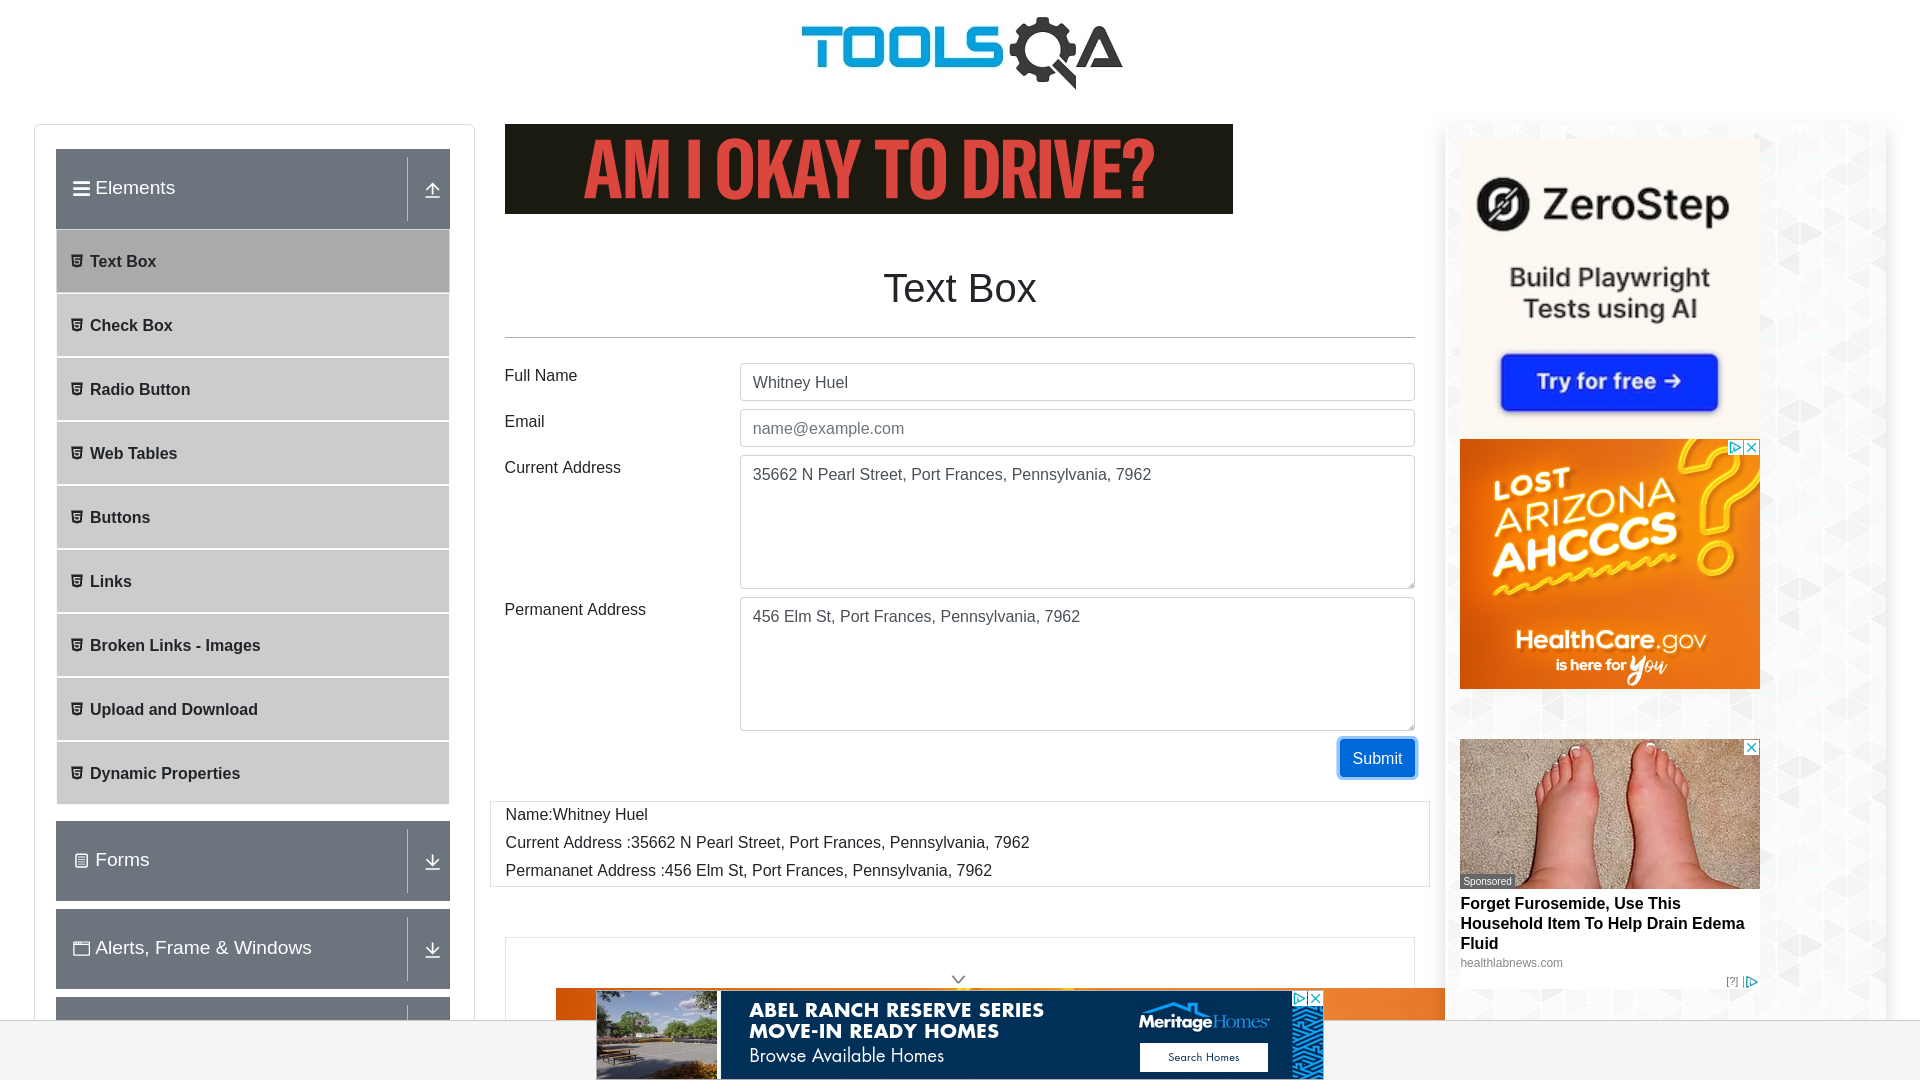 TOOLSQA
Elements
Text Box
Check Box
Radio Button
Web Tables
Buttons
Links
Broken Links - Images
Upload and Download
Dynamic Properties
Forms
Alerts, Frame & Windows
AM I OKAY TO DRIVE?
Text Box
Full Name
Whitney Huel
Email
name@example.com
Current Address
35662 N Pearl Street, Port Frances, Pennsylvania, 7962
Permanent Address
456 Elm St, Port Frances, Pennsylvania, 7962
Submit
Name:Whitney Huel
Current Address :35662 N Pearl Street, Port Frances, Pennsylvania, 7962
Permananet Address :456 Elm St, Port Frances, Pennsylvania, 7962
ZeroStep
Build Playwright
Tests using AI
Try for free →
LOST
ARIZONA
AHCCCS
?
HealthCare.gov
is here for you
Sponsored
Forget Furosemide, Use This
Household Item To Help Drain Edema
Fluid
healthlabnews.com
[?]
ABEL RANCH RESERVE SERIES
MOVE-IN READY HOMES
Browse Available Homes
MeritageHomes
Search Homes